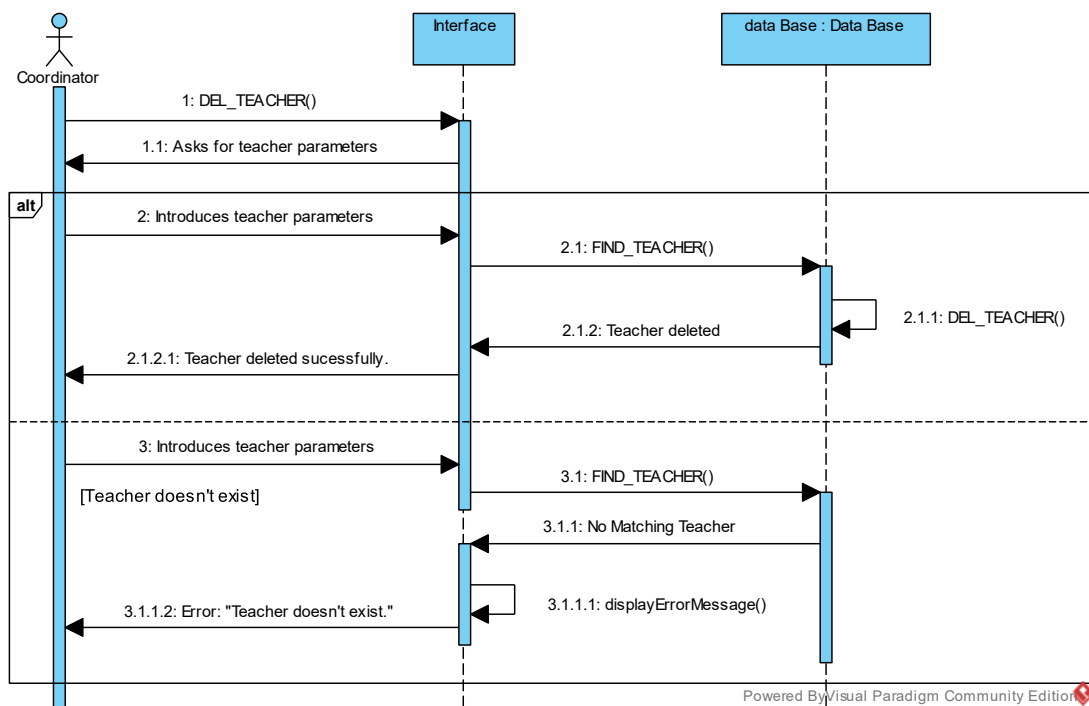 Interface
data Base : Data Base
Coordinator
1: DEL_TEACHER()
1.1: Asks for teacher parameters
alt
2: Introduces teacher parameters
2.1: FIND_TEACHER()
2.1.1: DEL_TEACHER()
2.1.2: Teacher deleted
2.1.2.1: Teacher deleted sucessfully.
3: Introduces teacher parameters
3.1: FIND_TEACHER()
[Teacher doesn't exist]
3.1.1: No Matching Teacher
3.1.1.1: displayErrorMessage()
3.1.1.2: Error: "Teacher doesn't exist."
Powered ByVisual Paradigm Community Edition